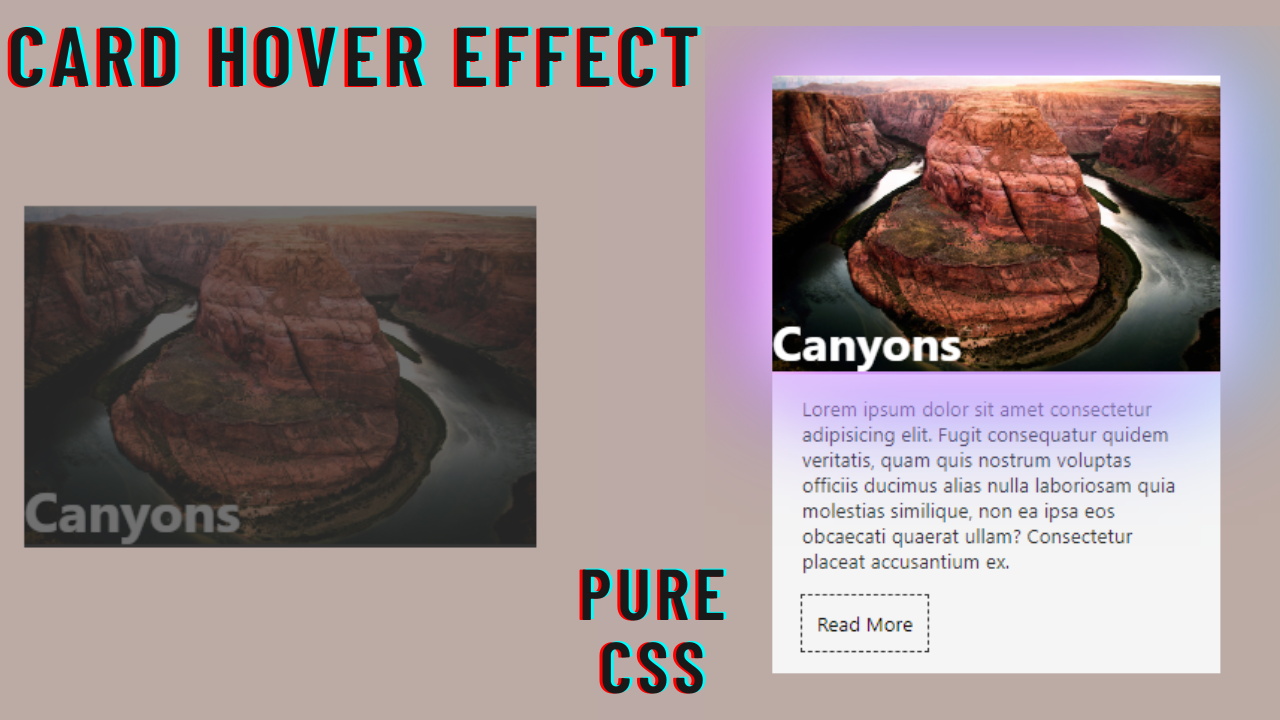 CARD HOVER EFFECT
Canyons
Canyons
Lorem ipsum dolor sit amet consectetur
adipisicing elit. Fugit consequatur quidem
veritatis, quam quis nostrum voluptas
officiis ducimus alias nulla laboriosam quia
molestias similique, non ea ipsa eos
obcaecati quaerat ullam? Consectetur
placeat accusantium ex.
Read More
PURE
CSS